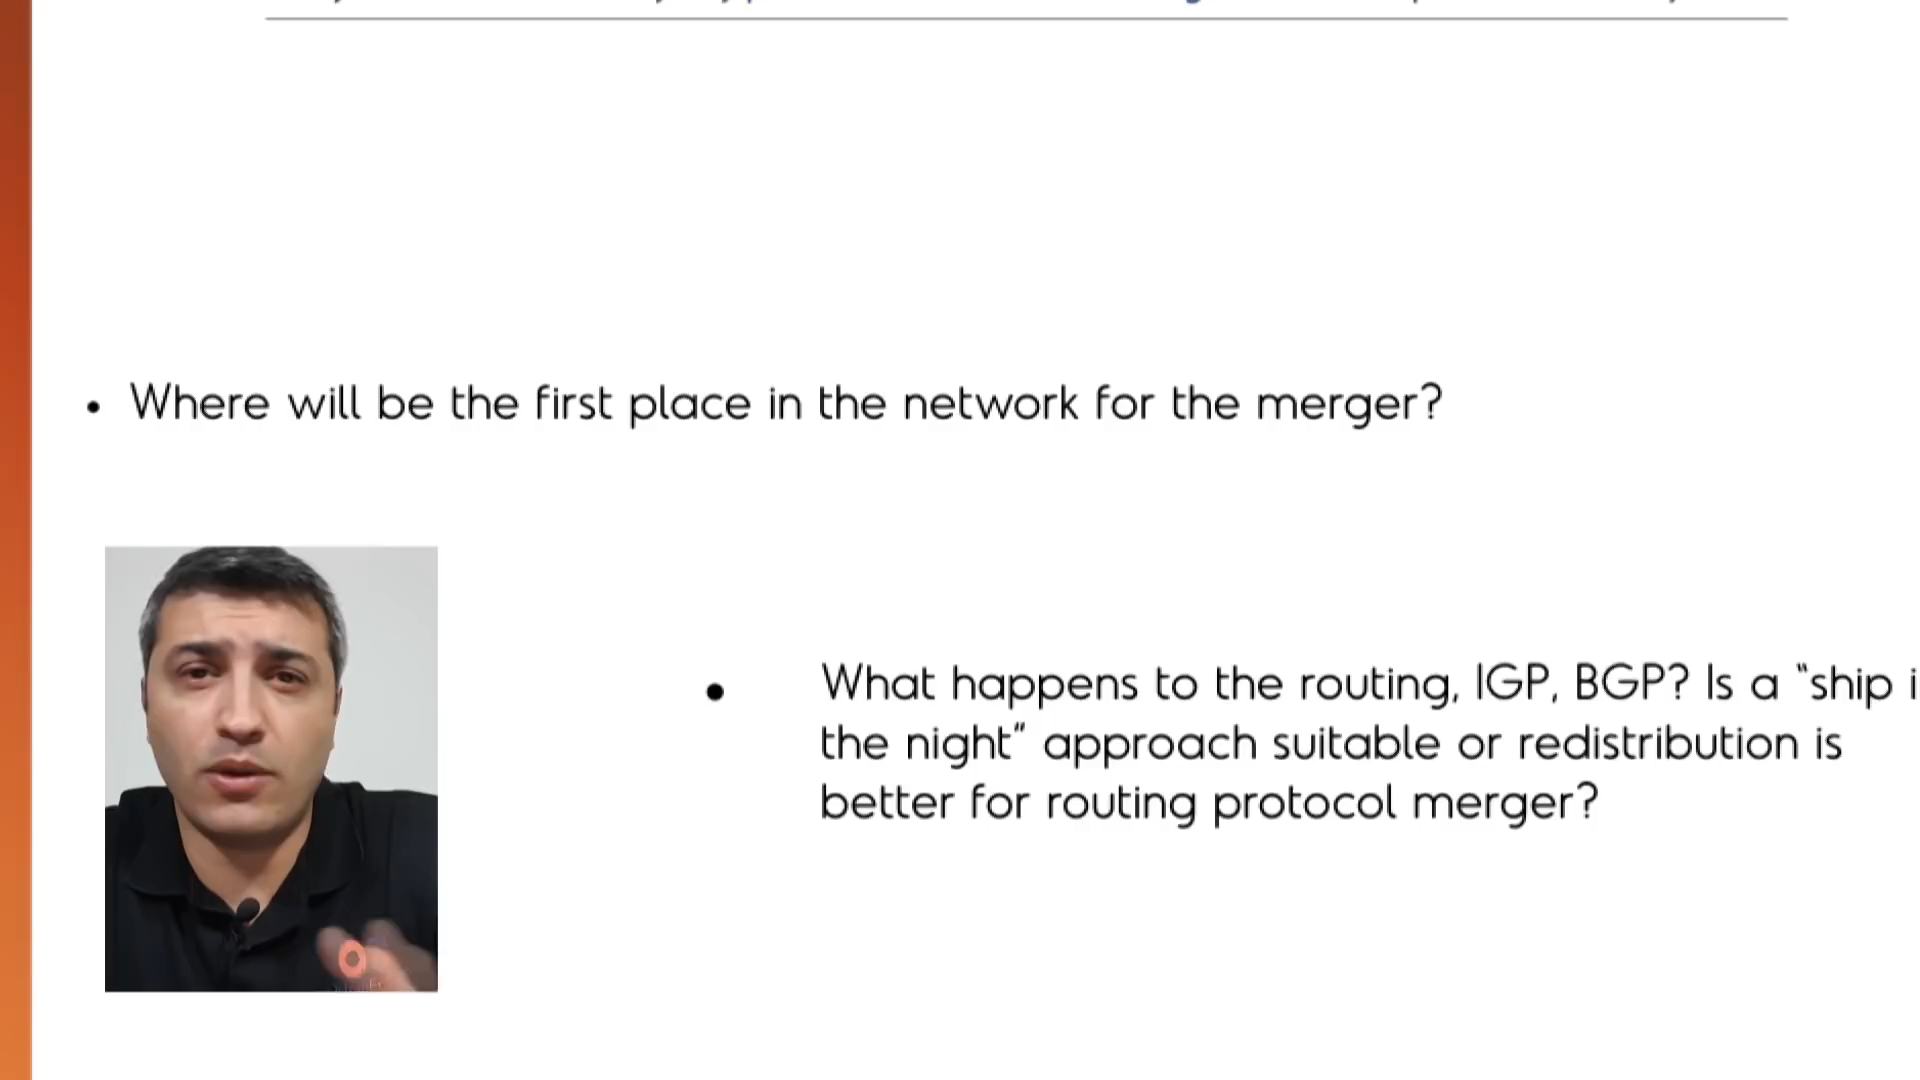 • Where will be the first place in the network for the merger?
• What happens to the routing, IGP, BGP? Is a “ship i
the night” approach suitable or redistribution is
better for routing protocol merger?